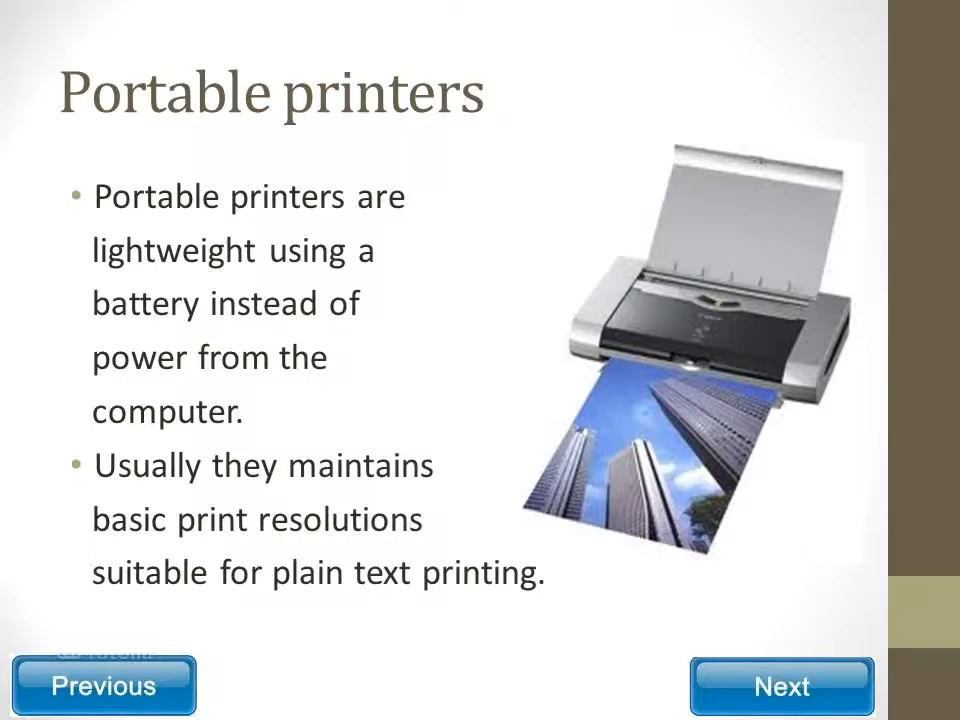 Portable printers
• Portable printers are
lightweight using a
battery instead of
power from the
computer.
• Usually they maintains
basic print resolutions
suitable for plain text printing.
Previous
Next